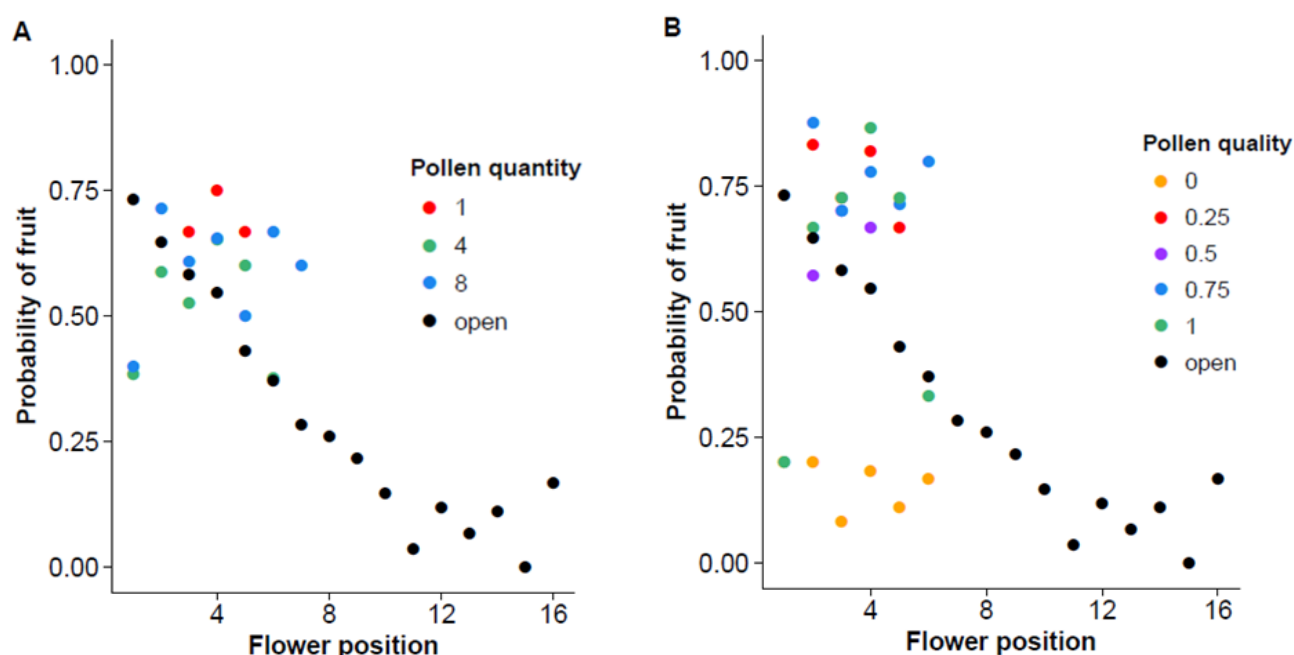 A
Probability of fruit
1.00
0.75
0.50
0.25
0.00
4
8
12
16
Flower position
Pollen quantity
1
4
8
open
B
Probability of fruit
1.00
0.75
0.50
0.25
0.00
4
8
12
16
Flower position
Pollen quality
0
0.25
0.5
0.75
1
open